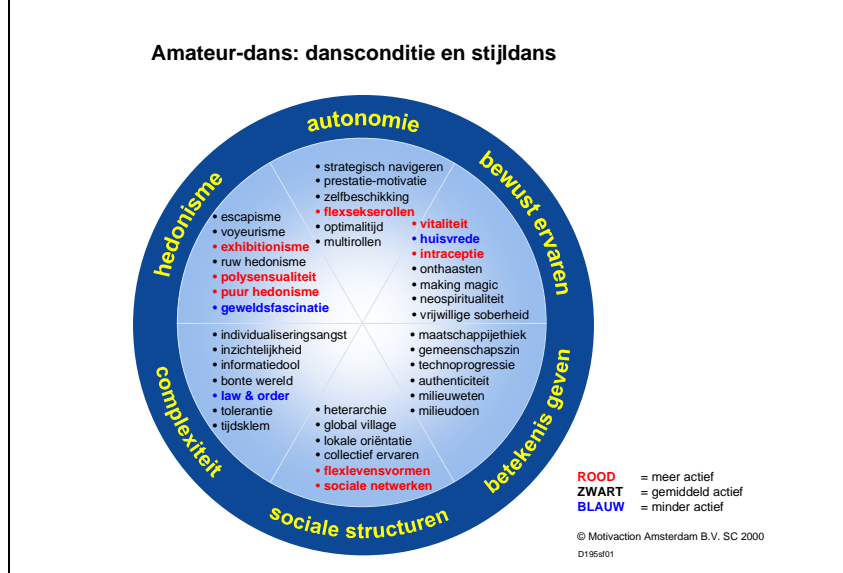 Amateur-dans: dansconditie en stijldans
autonomie
• strategisch navigeren
• prestatie-motivatie
• zelfbeschikking
• flexsekserollen
• optimalitijd
• multirollen
bewust ervaren
• vitaliteit
• huisvrede
• intraceptie
• onthaasten
• making magic
• neospiritualiteit
• vrijwillige soberheid
hedonisme
• escapisme
• voyeurisme
• exhibitionisme
• ruw hedonisme
• polysensualiteit
• puur hedonisme
• geweldsfascinatie
complexiteit
• individualiseringsangst
• inzichtelijkheid
• informatiedool
• bonte wereld
• law & order
• tolerantie
• tijdsklem
betekenis geven
• maatschappijethiek
• gemeenschapszin
• technoprogressie
• authenticiteit
• milieuweten
• milieudoen
sociale structuren
• heterarchie
• global village
• lokale oriëntatie
• collectief ervaren
• flexlevensvormen
• sociale netwerken
ROOD = meer actief
ZWART = gemiddeld actief
BLAUW = minder actief
© Motivaction Amsterdam B.V. SC 2000
D195sf01